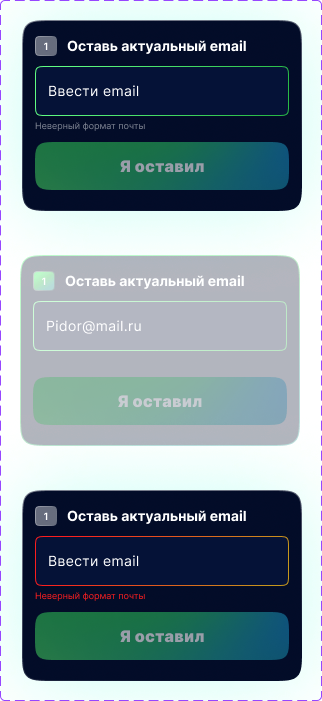 1 Оставь актуальный email
Ввести email
Неверный формат почты
Я оставил
1 Оставь актуальный email
Pidor@mail.ru
Я оставил
1 Оставь актуальный email
Ввести email
Неверный формат почты
Я оставил